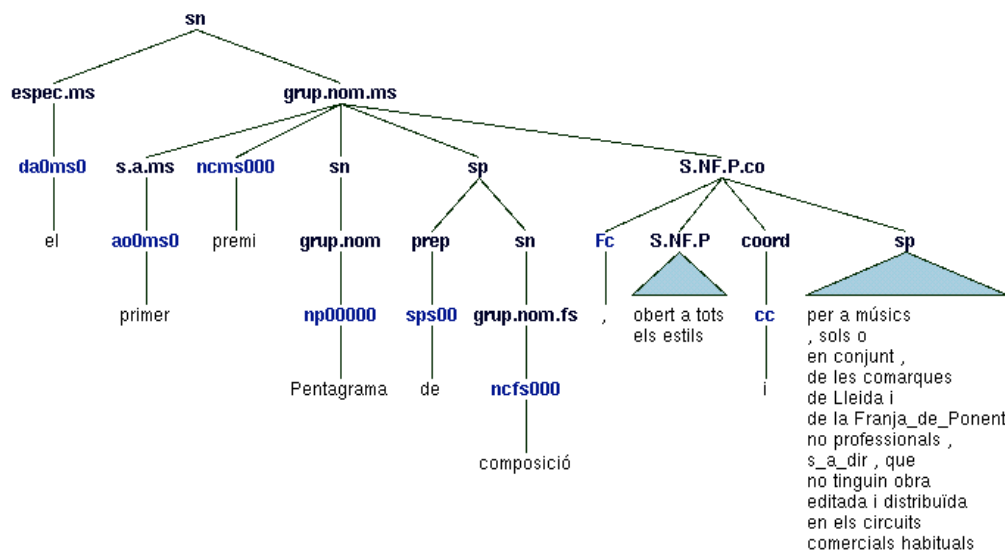 sn
espec.ms grup.nom.ms
da0ms0 s.a.ms ncms000 sn sp S.NF.P.co
el ao0ms0 premi grup.nom prep sn Fc S.NF.P coord sp
primer np00000 sps00 grup.nom.fs , obert a tots cc per a músics
els estils , sols o
en conjunt ,
Pentagrama de ncfs000 i de les comarques
de Lleida i
de la Franja_de_Ponent
no professionals ,
composició s_a_dir , que
no tinguin obra
editada i distribuïda
en els circuits
comercials habituals